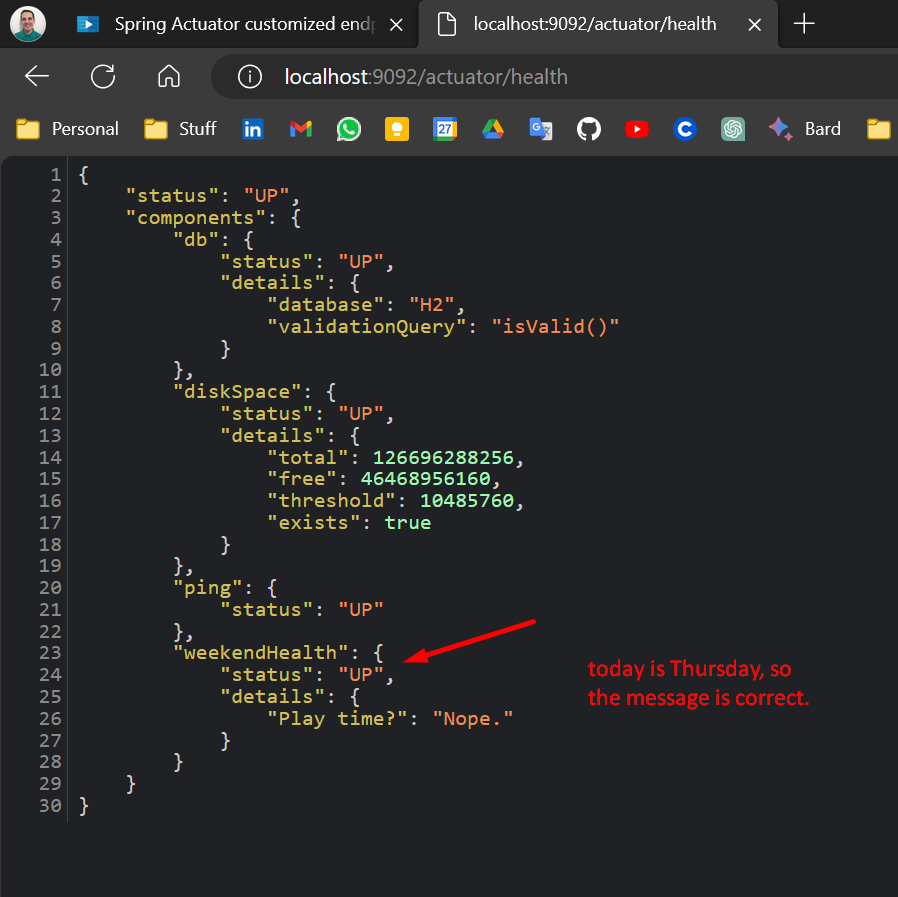 Spring Actuator customized endp
localhost:9092/actuator/health
localhost:9092/actuator/health
Personal
Stuff
in
27
G
C
Bard
1 {
2     "status": "UP",
3     "components": {
4         "db": {
5             "status": "UP",
6             "details": {
7                 "database": "H2",
8                 "validationQuery": "isValid()"
9             }
10         },
11         "diskSpace": {
12             "status": "UP",
13             "details": {
14                 "total": 126696288256,
15                 "free": 46468956160,
16                 "threshold": 10485760,
17                 "exists": true
18             }
19         },
20         "ping": {
21             "status": "UP"
22         },
23         "weekendHealth": {
24             "status": "UP",
25             "details": {
26                 "Play time?": "Nope."
27             }
28         }
29     }
30 }
today is Thursday, so
the message is correct.